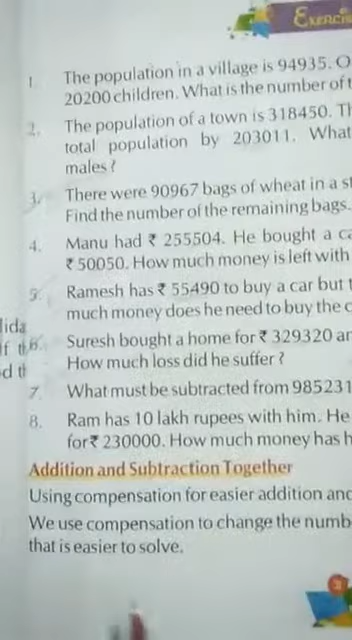 Exercis
1. The population in a village is 94935. O
20200 children. What is the number of
2. The population of a town is 318450. Th
total population by 203011. What
males?
3. There were 90967 bags of wheat in a st
Find the number of the remaining bags.
4. Manu had ₹ 255504. He bought a ca
₹ 50050. How much money is left with
5. Ramesh has ₹ 55490 to buy a car but t
much money does he need to buy the c
lida
6. Suresh bought a home for ₹ 329320 an
How much loss did he suffer?
7. What must be subtracted from 985231
8. Ram has 10 lakh rupees with him. He
for ₹ 230000. How much money has h
Addition and Subtraction Together
Using compensation for easier addition and
We use compensation to change the numb
that is easier to solve.